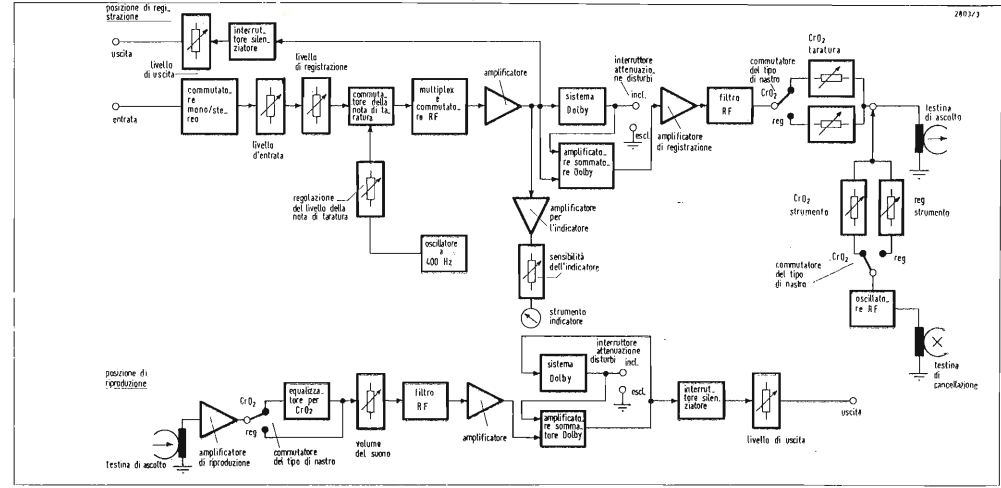 posizione di regi_
strazione
2803/3
uscita
interrut_
tore silen_
ziatore
livello
di uscita
livello
di registrazione
entrata
commutato_
re
mono/ste_
reo
livello
d'entrata
commuta_
tore della
nota di ta_
ratura
multiplex
e
commutato_
re RF
amplificatore
sistema
Dolby
interruttore
attenuazio_
ne disturbi
incl.
escl.
amplificato_
re sommato_
re Dolby
amplificatore
di registrazione
filtro
RF
commutatore
del tipo
di nastro
CrO2
reg
CrO2
taratura
testina
di ascolto
regolazione
del livello della
nota di taratura
oscillatore
a
400 Hz
amplificatore
per
l'indicatore
sensibilità
dell'indicatore
strumento
indicatore
CrO2
strumento
reg
strumento
commutatore
del tipo
di nastro
CrO2
reg
oscillato_
re RF
testina
di
cancellazione
posizione
di riproduzione
testina di ascolto
amplificatore
di riproduzione
CrO2
reg
commutatore
del tipo di nastro
equalizza_
tore per
CrO2
volume
del suono
filtro
RF
amplificatore
sistema
Dolby
interruttore
attenuazione
disturbi
incl.
escl.
amplificato_
re somma_
tore Dolby
interrut_
tore silen_
ziatore
livello di uscita
uscita